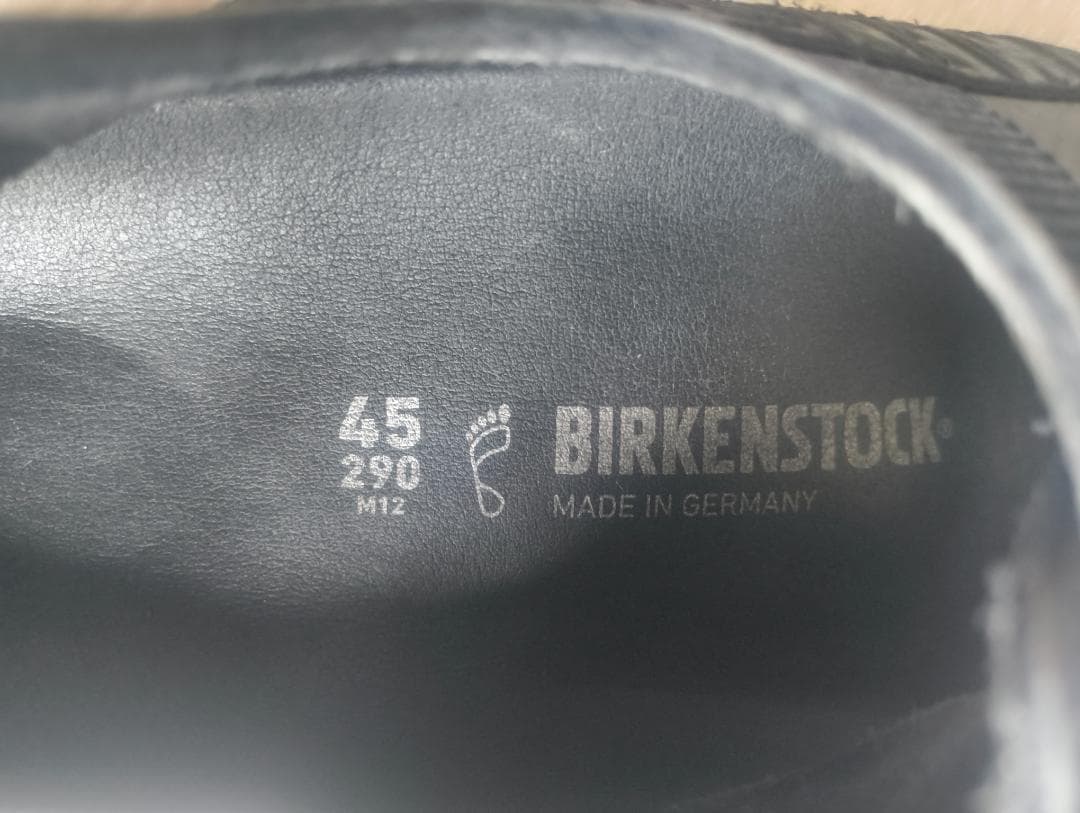 45
290
M12
BIRKENSTOCK®
MADE IN GERMANY